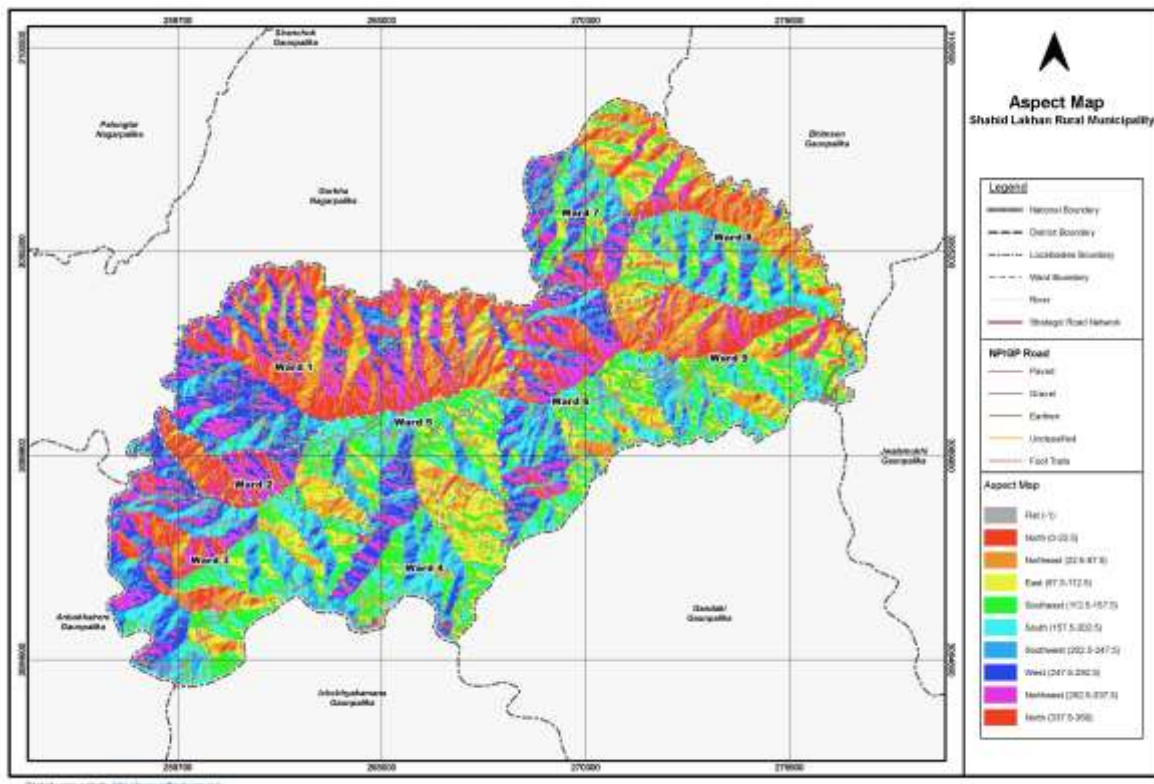 Aspect Map
Shahid Lakhan Rural Municipality
Legend
National Boundary
District Boundary
Localbodies Boundary
Ward Boundary
River
Strategic Road Network
Road
Paved
Gravel
Earthen
Unclassified
Foot Trails
Aspect Map
Flat (-1)
North (0-22.5)
Northeast (22.5-67.5)
East (67.5-112.5)
Southeast (112.5-157.5)
South (157.5-202.5)
Southwest (202.5-247.5)
West (247.5-292.5)
Northwest (292.5-337.5)
North (337.5-360)
Gaunpalika
Palungtar
Nagarpalika
Gorkha
Nagarpalika
Bhimsen
Gaunpalika
Ward 7
Ward 8
Ward 1
Ward 9
Ward 6
Ward 5
Ward 2
Ward 3
Ward 4
Gaunpalika
Gandaki
Gaunpalika
Gaunpalika
Gaunpalika
265000
270000